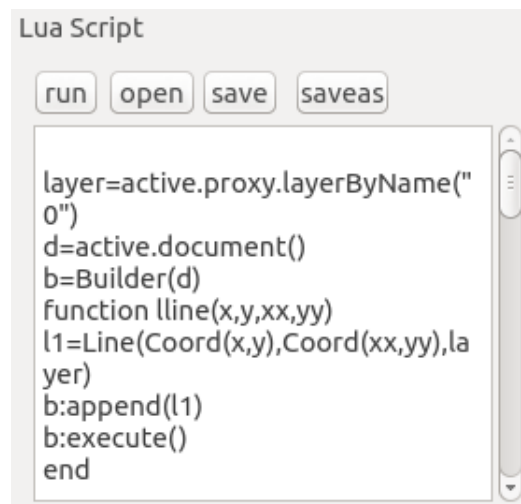 Lua Script
run open save saveas
layer=active.proxy.layerByName("
0")
d=active.document()
b=Builder(d)
function lline(x,y,xx,yy)
l1=Line(Coord(x,y),Coord(xx,yy),la
yer)
b:append(l1)
b:execute()
end